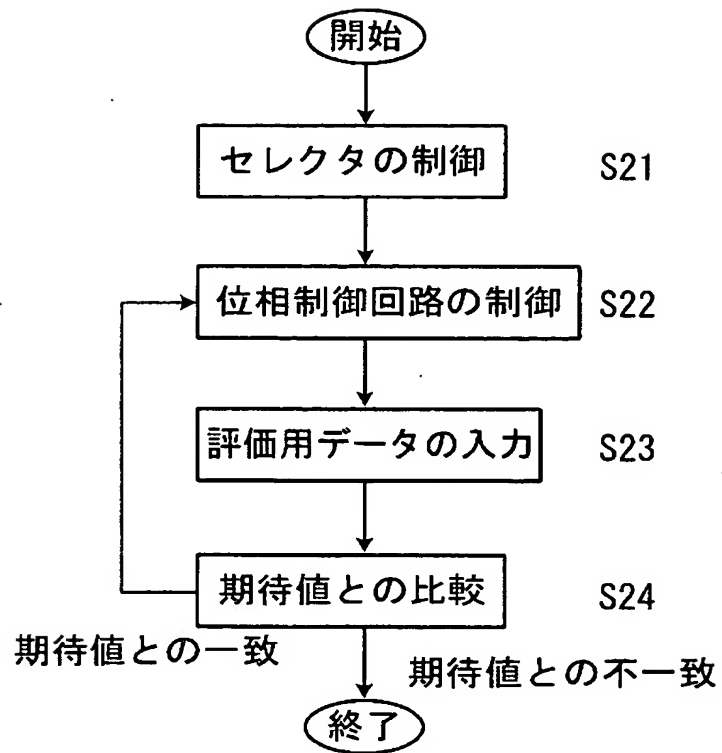 開始
セレクタの制御 S21
位相制御回路の制御 S22
評価用データの入力 S23
期待値との比較 S24
期待値との一致
期待値との不一致
終了